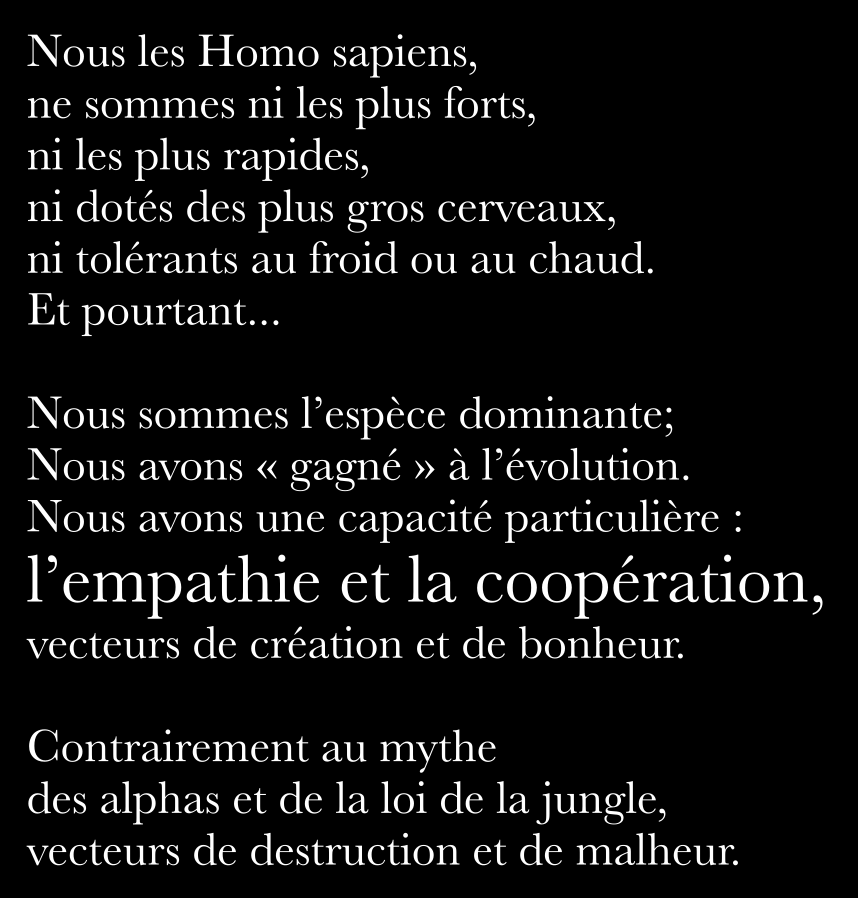 Nous les Homo sapiens,
ne sommes ni les plus forts,
ni les plus rapides,
ni dotés des plus gros cerveaux,
ni tolérants au froid ou au chaud.
Et pourtant...
Nous sommes l’espèce dominante;
Nous avons « gagné » à l’évolution.
Nous avons une capacité particulière :
l’empathie et la coopération,
vecteurs de création et de bonheur.
Contrairement au mythe
des alphas et de la loi de la jungle,
vecteurs de destruction et de malheur.